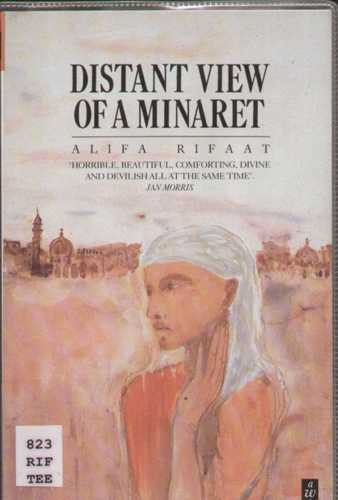 DISTANT VIEW
OF A MINARET
ALIFA RIFAAT
'HORRIBLE, BEAUTIFUL, COMFORTING, DIVINE
AND DEVILISH ALL AT THE SAME TIME'.
JAN MORRIS
823
RIF
TEE
a
w